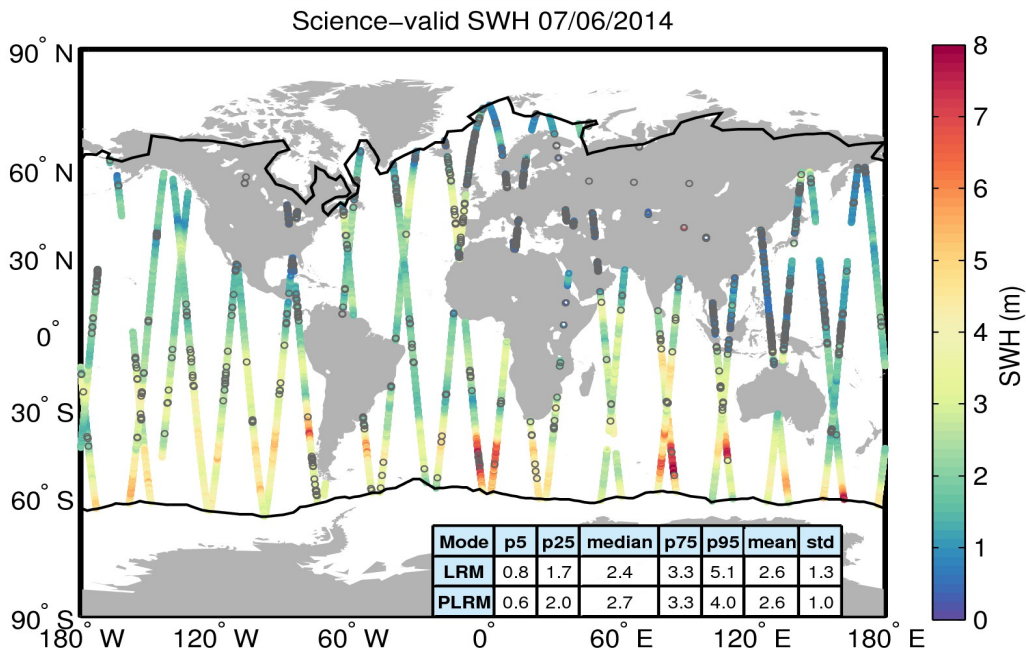 Science−valid SWH 07/06/2014
90° N
60° N
30° N
0°
30° S
60° S
90° S
180° W
120° W
60° W
0°
60° E
120° E
180° E
Mode p5 p25 median p75 p95 mean std
LRM 0.8 1.7 2.4 3.3 5.1 2.6 1.3
PLRM 0.6 2.0 2.7 3.3 4.0 2.6 1.0
8
7
6
5
4
3
2
1
0
SWH (m)